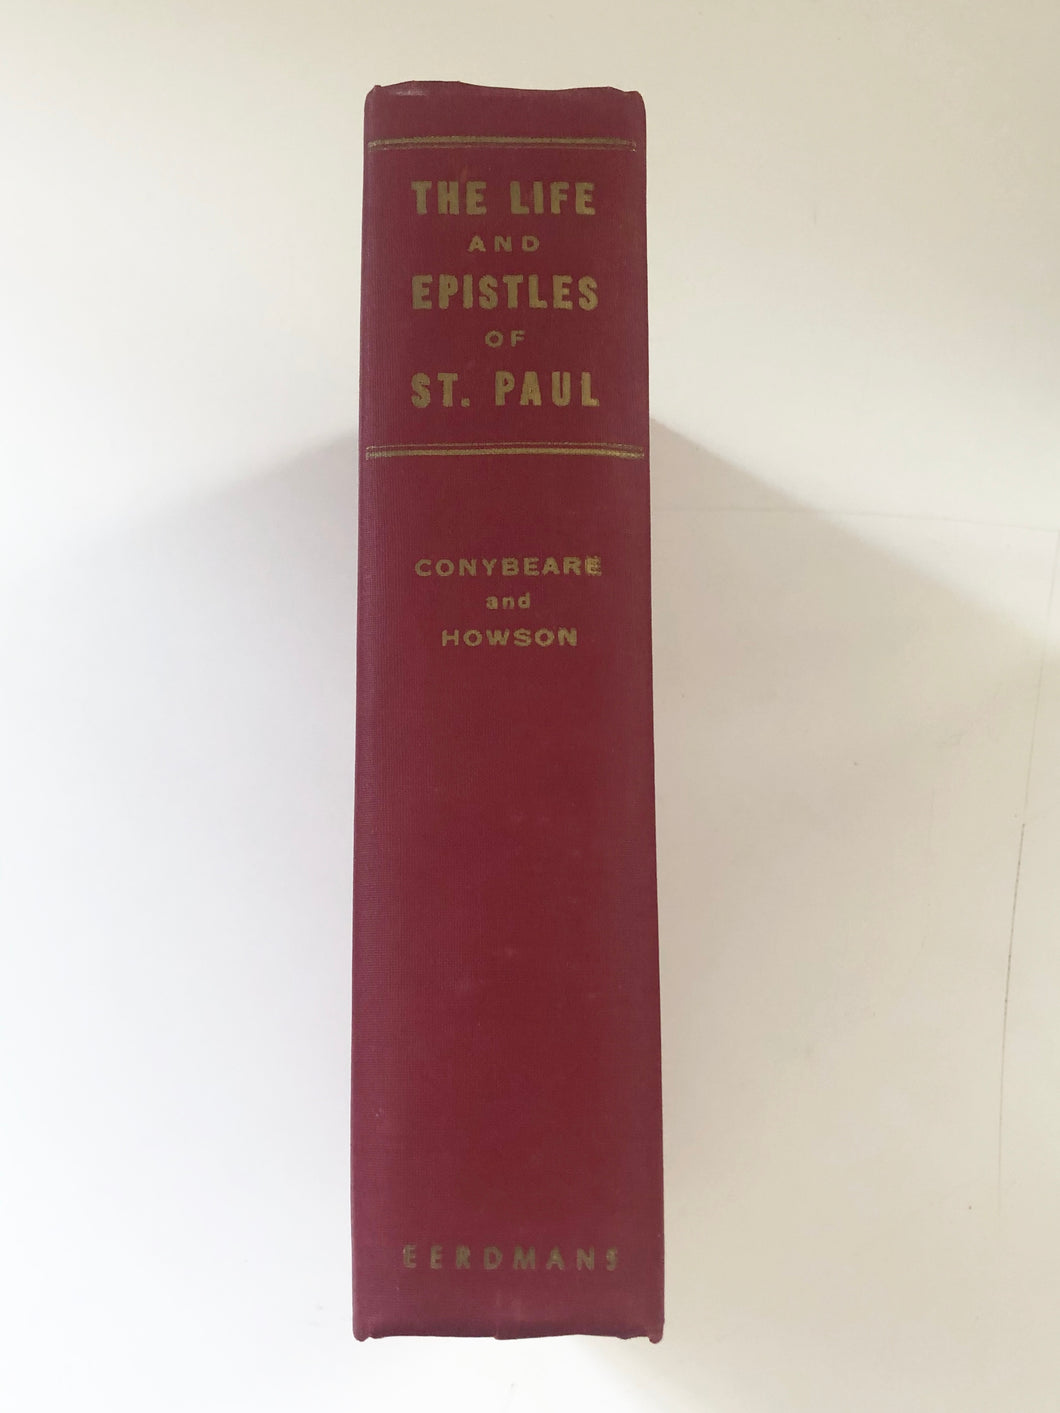 THE LIFE
AND
EPISTLES
OF
ST. PAUL
CONYBEARE
and
HOWSON
EERDMANS